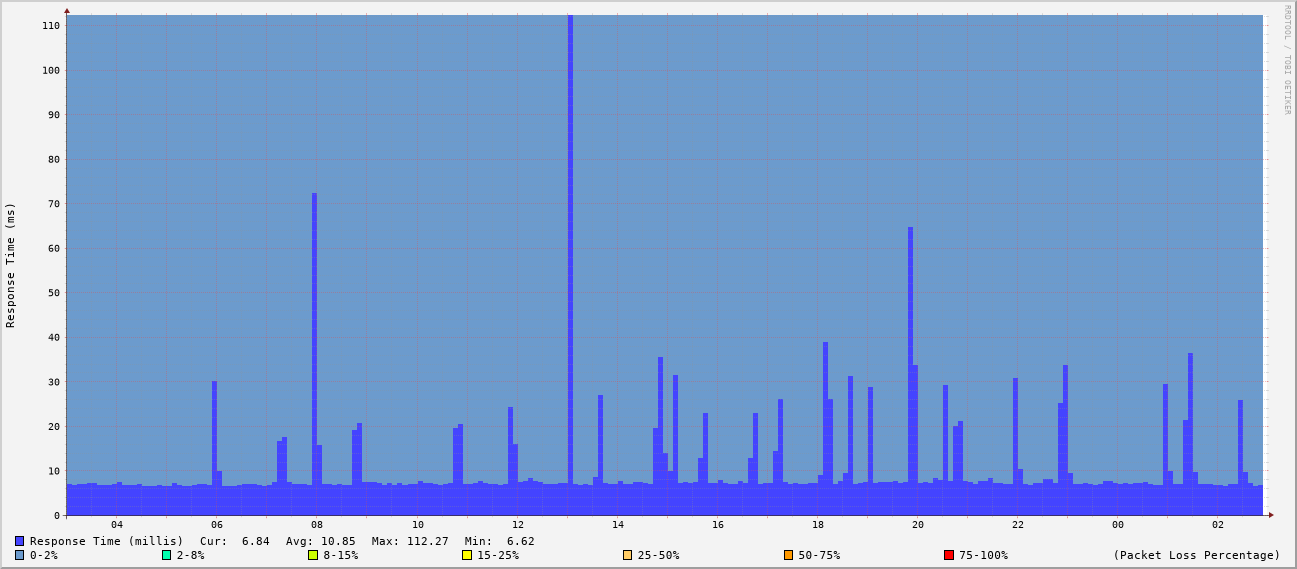 RRDTOOL / TOBI OETIKER
Response Time (ms)
110
100
90
80
70
60
50
40
30
20
10
0
04 06 08 10 12 14 16 18 20 22 00 02
Response Time (millis) Cur: 6.84 Avg: 10.85 Max: 112.27 Min: 6.62
0-2% 2-8% 8-15% 15-25% 25-50% 50-75% 75-100% (Packet Loss Percentage)